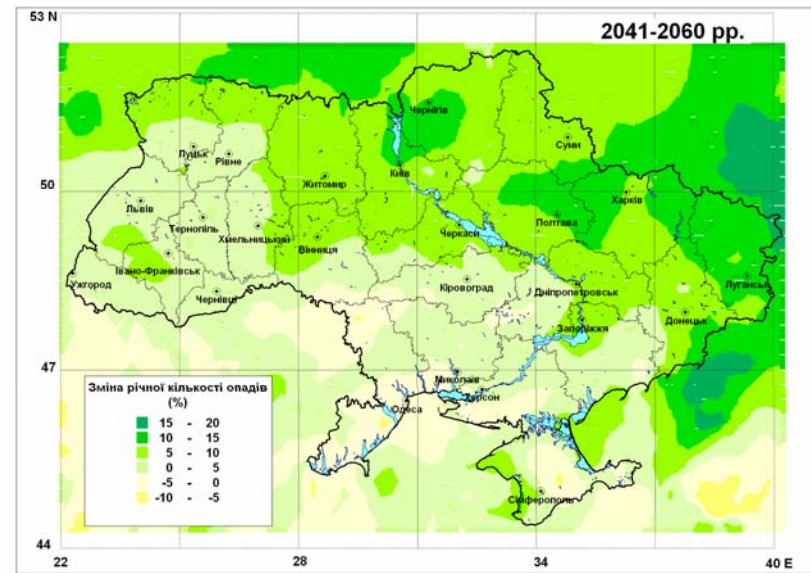 53 N
2041-2060 рр.
Чернігів
Суми
Луцьк
Рівне
Київ
50
Житомир
Харків
Львів
Полтава
Тернопіль
Хмельницький
Вінниця
Черкаси
Івано-Франківськ
Ужгород
Чернівці
Кіровоград
Дніпропетровськ
Луганськ
Запоріжжя
Донецьк
47
Миколаїв
Херсон
Одеса
Сімферополь
Зміна річної кількості опадів
(%)
15 - 20
10 - 15
5 - 10
0 - 5
-5 - 0
-10 - -5
44
22
28
34
40 E